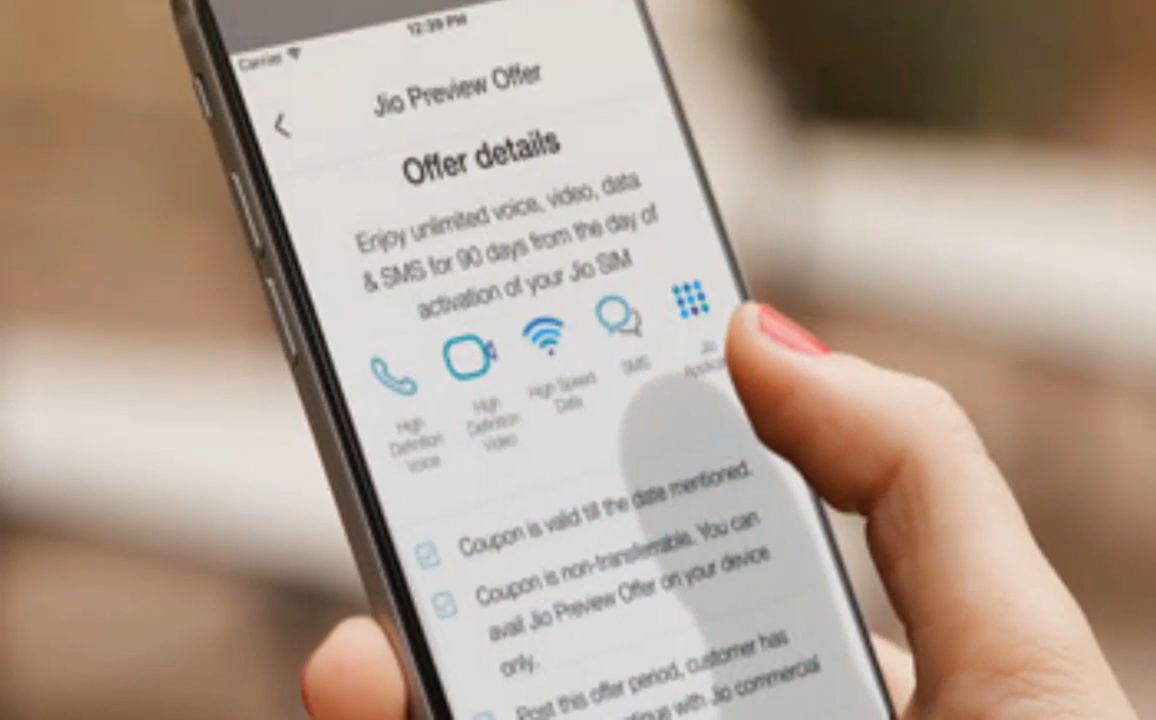 12:39 PM
Carrier
Jio Preview Offer
Offer details
Enjoy unlimited voice, video, data
& SMS for 90 days from the day of
activation of your Jio SIM
High
Definition
Voice
High
Definition
Video
High Speed
Data
SMS
Jio
Coupon is valid till the date mentioned.
Coupon is non-transferrable. You can
avail Jio Preview Offer on your device
only.
Post this offer period, customer has
with Jio commercial